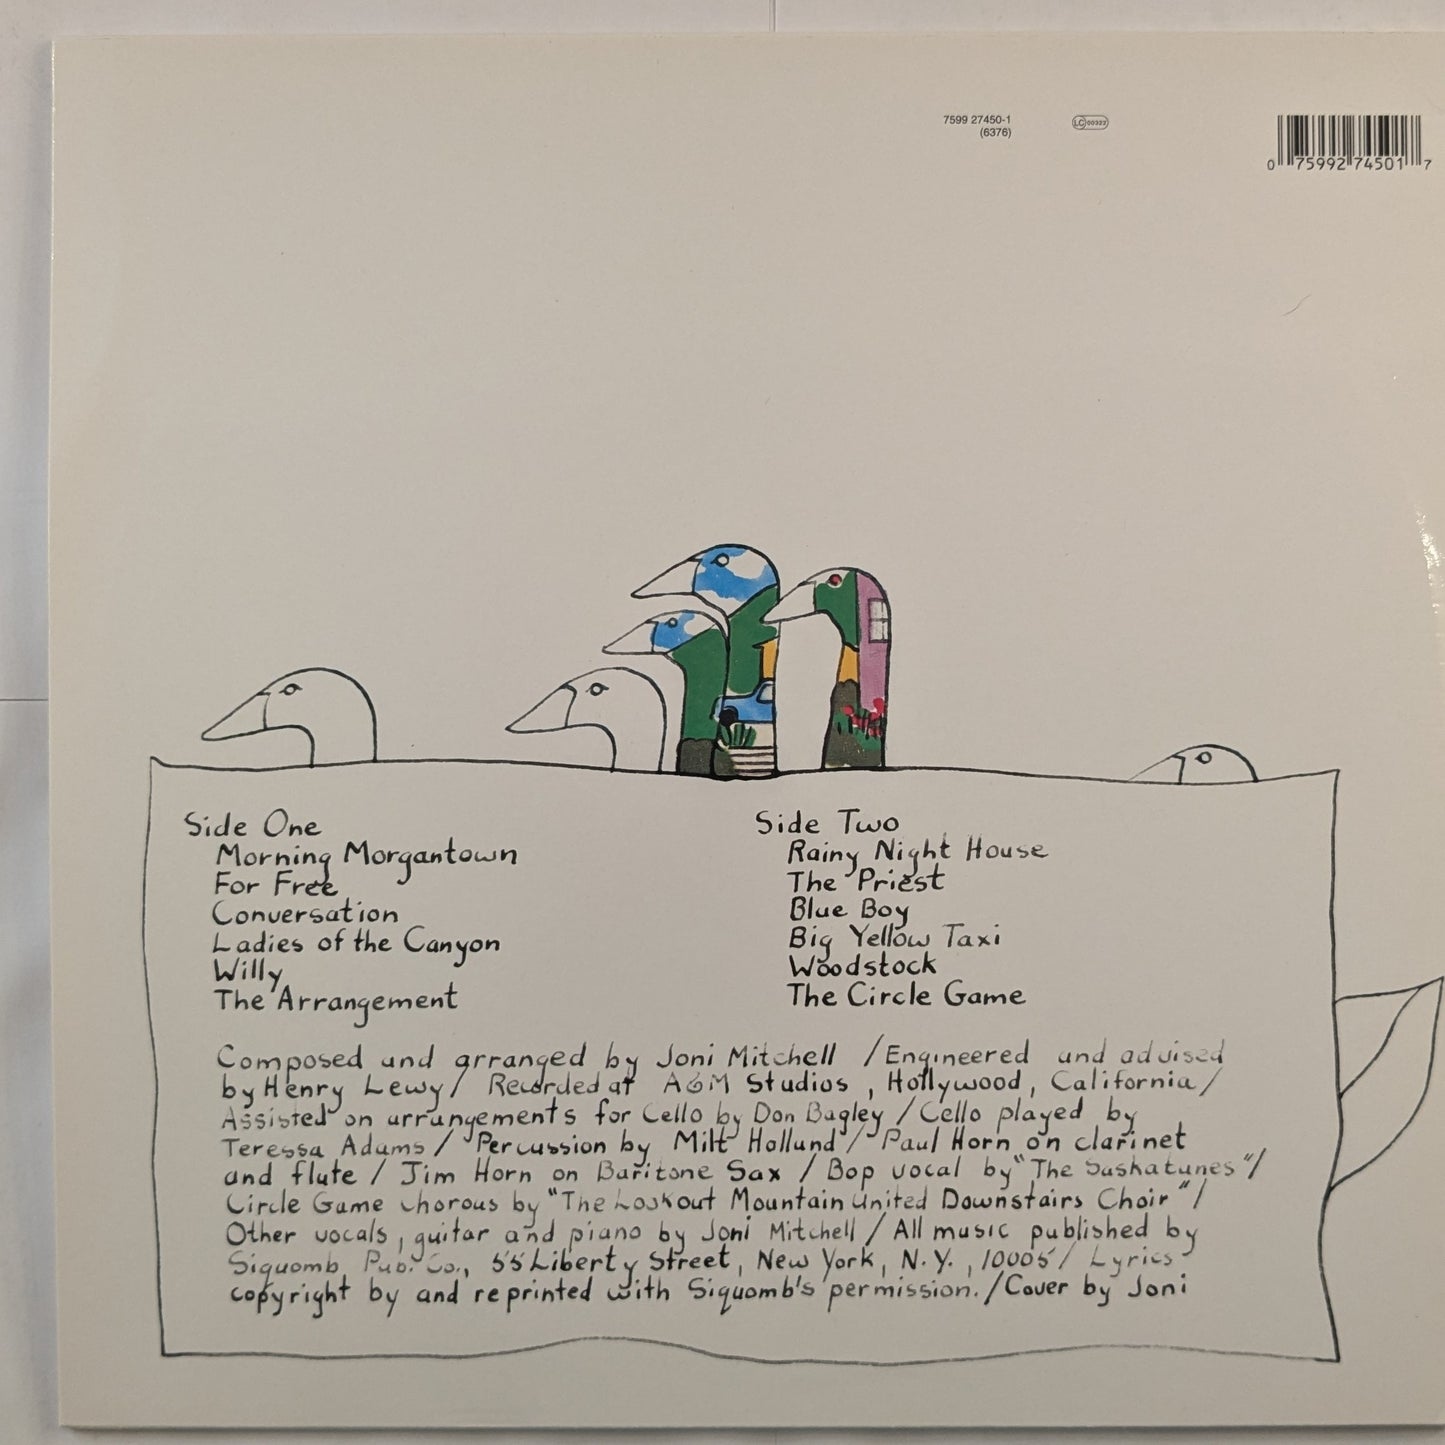 7599 27450-1
(6376)
LC 00322
0 75992 74501 7
Side One
Morning Morgantown
For Free
Conversation
Ladies of the Canyon
Willy
The Arrangement
Side Two
Rainy Night House
The Priest
Blue Boy
Big Yellow Taxi
Woodstock
The Circle Game
Composed and arranged by Joni Mitchell / Engineered and advised
by Henry Lewy / Recorded at A&M Studios, Hollywood, California /
Assisted on arrangements for Cello by Don Bagley / Cello played by
Teressa Adams / Percussion by Milt Holland / Paul Horn on clarinet
and flute / Jim Horn on Baritone Sax / Bop vocal by "The Saskatunes" /
Circle Game chorous by "The Lookout Mountain United Downstairs Choir" /
Other vocals, guitar and piano by Joni Mitchell / All music published by
Siquomb Pub. Co., 55 Liberty Street, New York, N.Y., 10005 / Lyrics
copyright by and reprinted with Siquomb's permission. / Cover by Joni